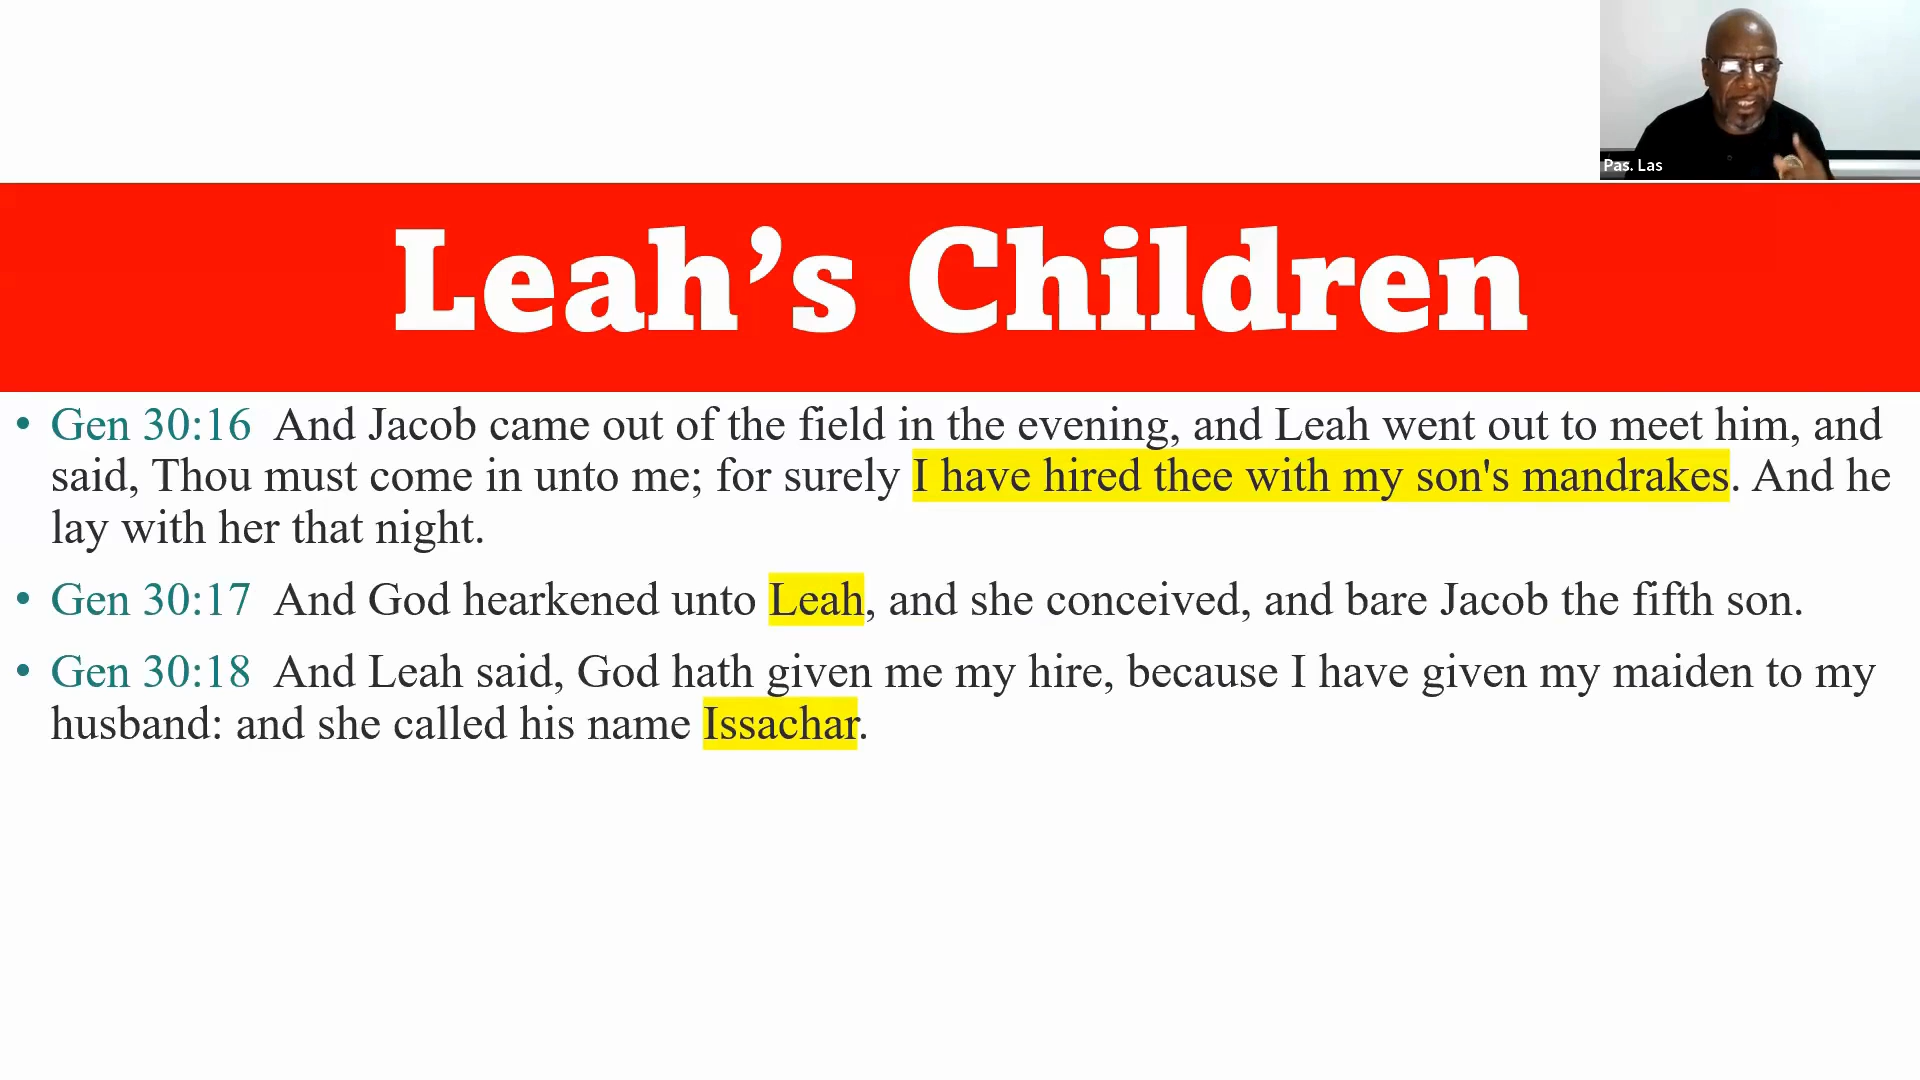 Pas. Las
Leah’s Children
• Gen 30:16  And Jacob came out of the field in the evening, and Leah went out to meet him, and
said, Thou must come in unto me; for surely I have hired thee with my son's mandrakes. And he
lay with her that night.
• Gen 30:17  And God hearkened unto Leah, and she conceived, and bare Jacob the fifth son.
• Gen 30:18  And Leah said, God hath given me my hire, because I have given my maiden to my
husband: and she called his name Issachar.